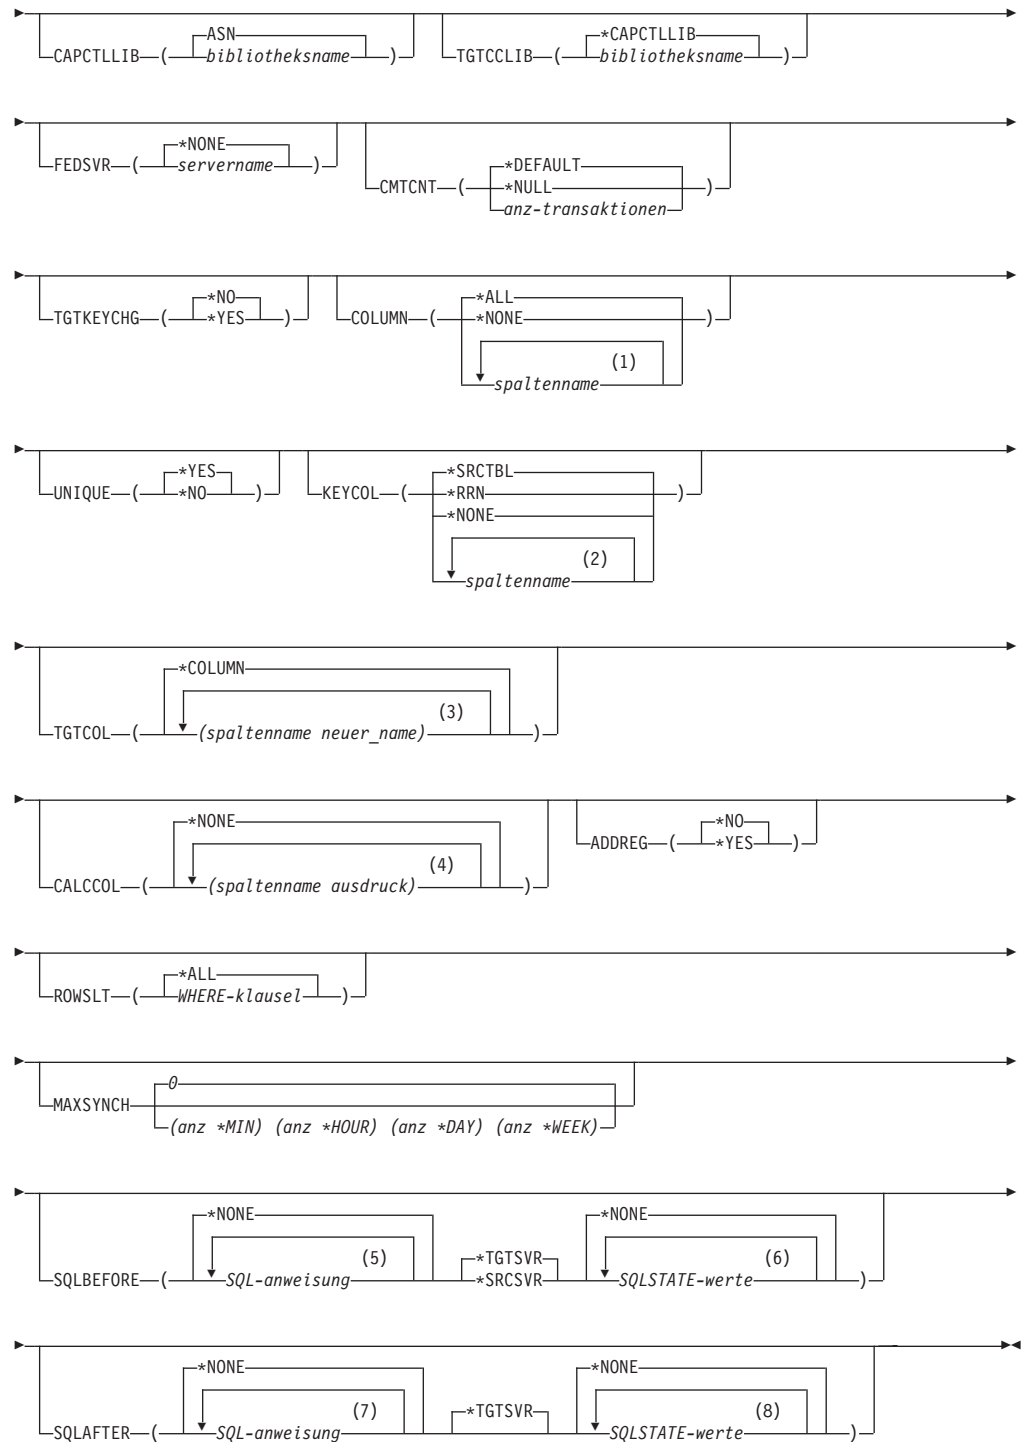 ASN *CAPCTLLIB
CAPCTLLIB ( bibliotheksname ) TGTCCLIB ( bibliotheksname )
*NONE *DEFAULT
FEDSVR ( servername ) CMTCNT ( *NULL )
anz-transaktionen
*NO *ALL
TGTKEYCHG ( *YES ) COLUMN ( *NONE )
(1)
spaltenname
*YES *SRCTBL
UNIQUE ( *NO ) KEYCOL ( *RRN )
*NONE
(2)
spaltenname
*COLUMN
(3)
TGTCOL ( (spaltenname neuer_name) )
*NONE *NO
ADDREG ( *YES )
(4)
CALCCOL ( (spaltenname ausdruck) )
*ALL
ROWSLT ( WHERE-klausel )
0
MAXSYNCH
(anz *MIN) (anz *HOUR) (anz *DAY) (anz *WEEK)
*NONE *NONE
(5) *TGTSVR (6)
SQLBEFORE ( SQL-anweisung *SRCSVR SQLSTATE-werte )
*NONE *NONE
(7) *TGTSVR (8)
SQLAFTER ( SQL-anweisung SQLSTATE-werte )